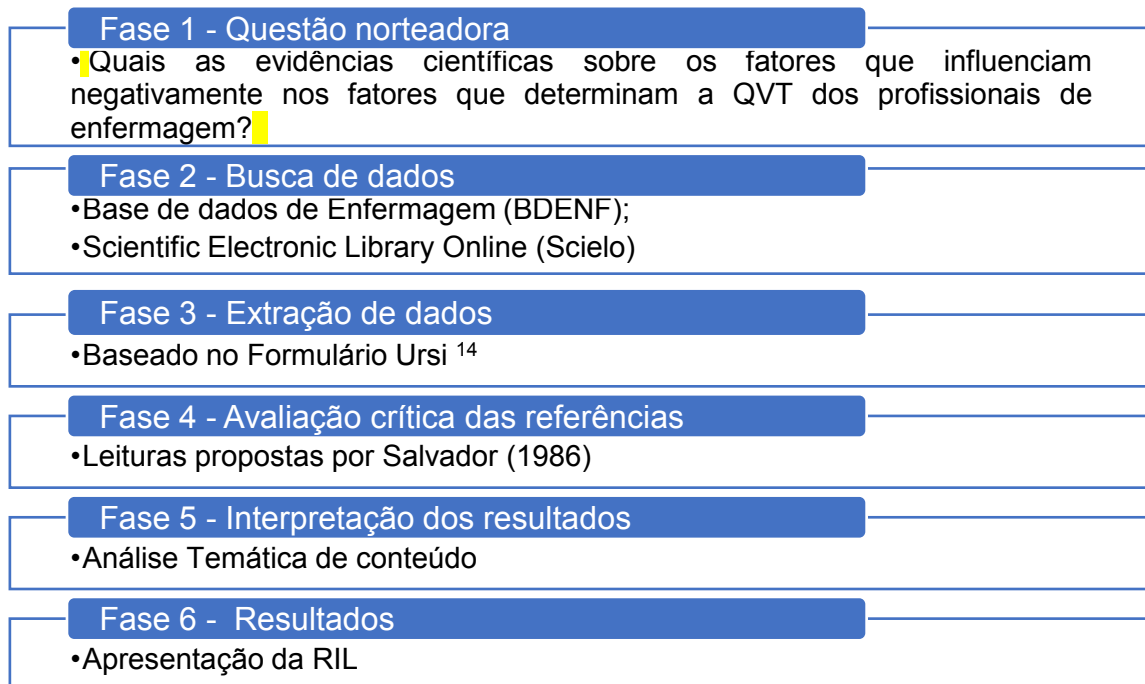 Fase 1 - Questão norteadora
•Quais as evidências científicas sobre os fatores que influenciam
negativamente nos fatores que determinam a QVT dos profissionais de
enfermagem?
Fase 2 - Busca de dados
•Base de dados de Enfermagem (BDENF);
•Scientific Electronic Library Online (Scielo)
Fase 3 - Extração de dados
•Baseado no Formulário Ursi 14
Fase 4 - Avaliação crítica das referências
•Leituras propostas por Salvador (1986)
Fase 5 - Interpretação dos resultados
•Análise Temática de conteúdo
Fase 6 - Resultados
•Apresentação da RIL